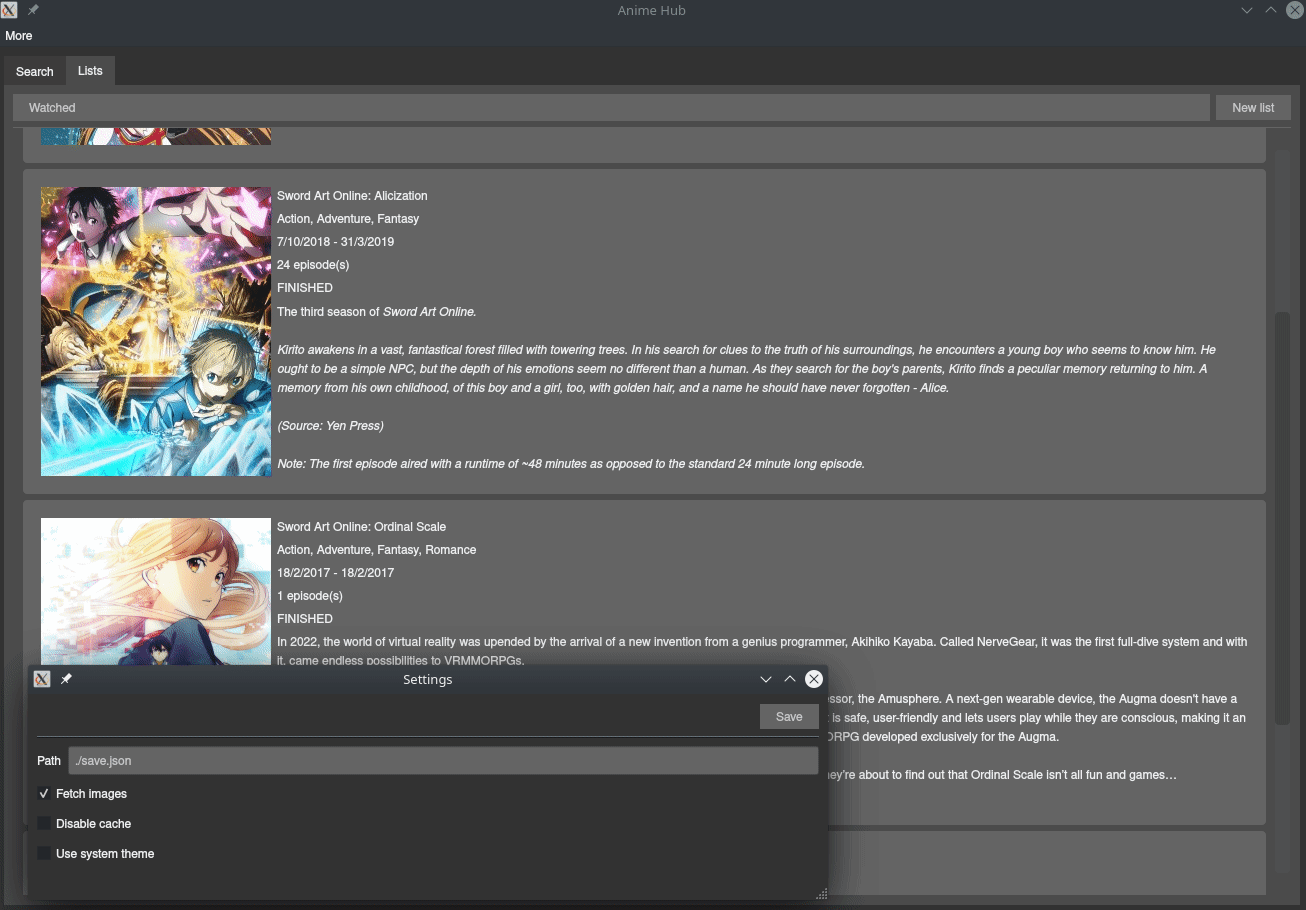 Anime Hub
More
Search
Lists
Watched
New list
Sword Art Online: Alicization
Action, Adventure, Fantasy
7/10/2018 - 31/3/2019
24 episode(s)
FINISHED
The third season of Sword Art Online.
Kirito awakens in a vast, fantastical forest filled with towering trees. In his search for clues to the truth of his surroundings, he encounters a young boy who seems to know him. He
ought to be a simple NPC, but the depth of his emotions seem no different than a human. As they search for the boy's parents, Kirito finds a peculiar memory returning to him. A
memory from his own childhood, of this boy and a girl, too, with golden hair, and a name he should have never forgotten - Alice.
(Source: Yen Press)
Note: The first episode aired with a runtime of ~48 minutes as opposed to the standard 24 minute long episode.
Sword Art Online: Ordinal Scale
Action, Adventure, Fantasy, Romance
18/2/2017 - 18/2/2017
1 episode(s)
FINISHED
In 2022, the world of virtual reality was upended by the arrival of a new invention from a genius programmer, Akihiko Kayaba. Called NerveGear, it was the first full-dive system and with
it, came endless possibilities to VRMMORPGs.
ssor, the Amusphere. A next-gen wearable device, the Augma doesn't have a
is safe, user-friendly and lets users play while they are conscious, making it an
ORPG developed exclusively for the Augma.
ey're about to find out that Ordinal Scale isn't all fun and games…
Settings
Save
Path ./save.json
Fetch images
Disable cache
Use system theme